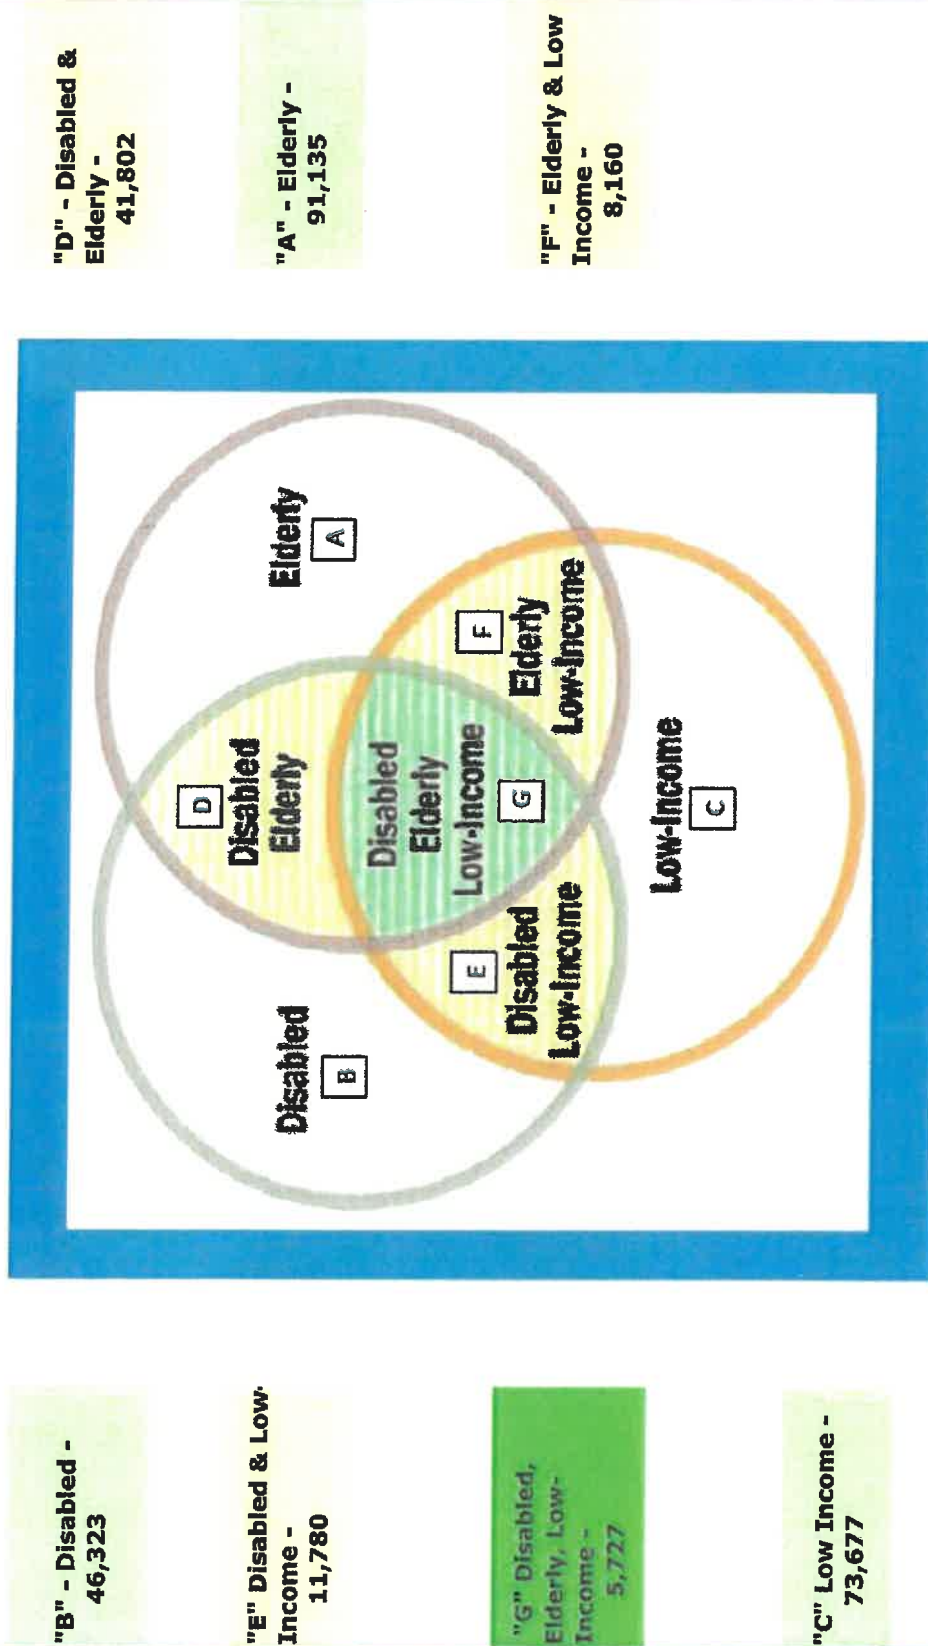 "B" - Disabled -
46,323
"E" Disabled & Low-
Income -
11,780
"G" Disabled,
Elderly, Low-
Income -
5,727
"C" Low Income -
73,677
Disabled
B
Elderly
A
D
Disabled
Elderly
Disabled
Elderly
Low-Income
G
E
Disabled
Low-Income
F
Elderly
Low-Income
Low-Income
C
"D" - Disabled &
Elderly -
41,802
"A" - Elderly -
91,135
"F" - Elderly & Low
Income -
8,160